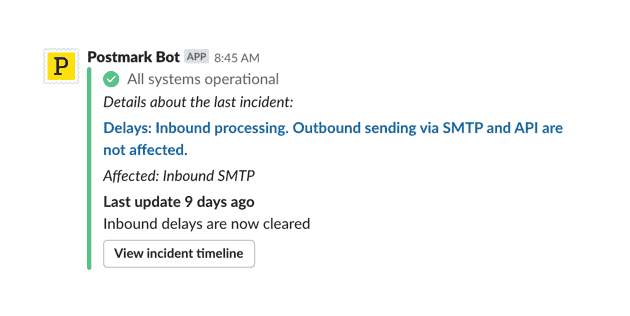 P
Postmark Bot APP 8:45 AM
All systems operational
Details about the last incident:
Delays: Inbound processing. Outbound sending via SMTP and API are
not affected.
Affected: Inbound SMTP
Last update 9 days ago
Inbound delays are now cleared
View incident timeline